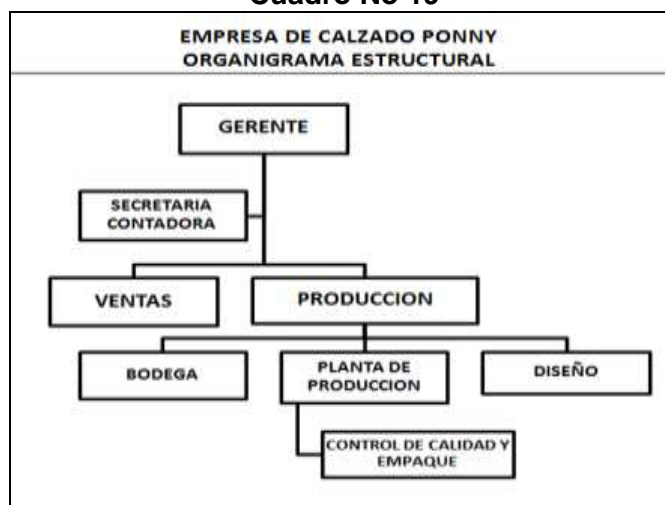 EMPRESA DE CALZADO PONNY
ORGANIGRAMA ESTRUCTURAL
GERENTE
SECRETARIA
CONTADORA
VENTAS
PRODUCCION
BODEGA
PLANTA DE
PRODUCCION
DISEÑO
CONTROL DE CALIDAD Y
EMPAQUE